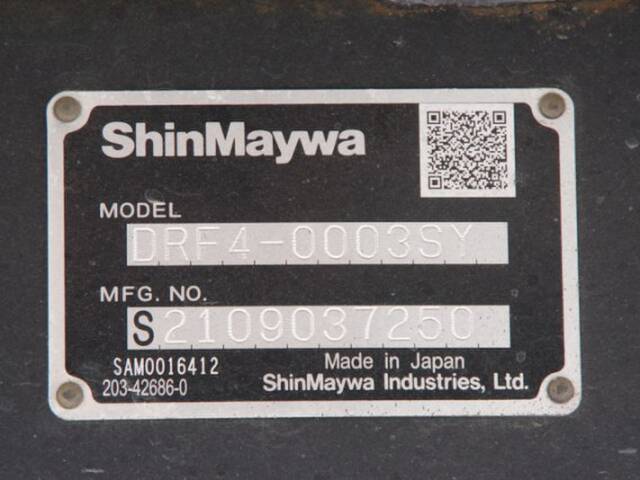 ShinMaywa
MODEL
DRF4-0003SY
MFG. NO.
S2109037250
SAM0016412
203-42686-0
Made in Japan
ShinMaywa Industries, Ltd.